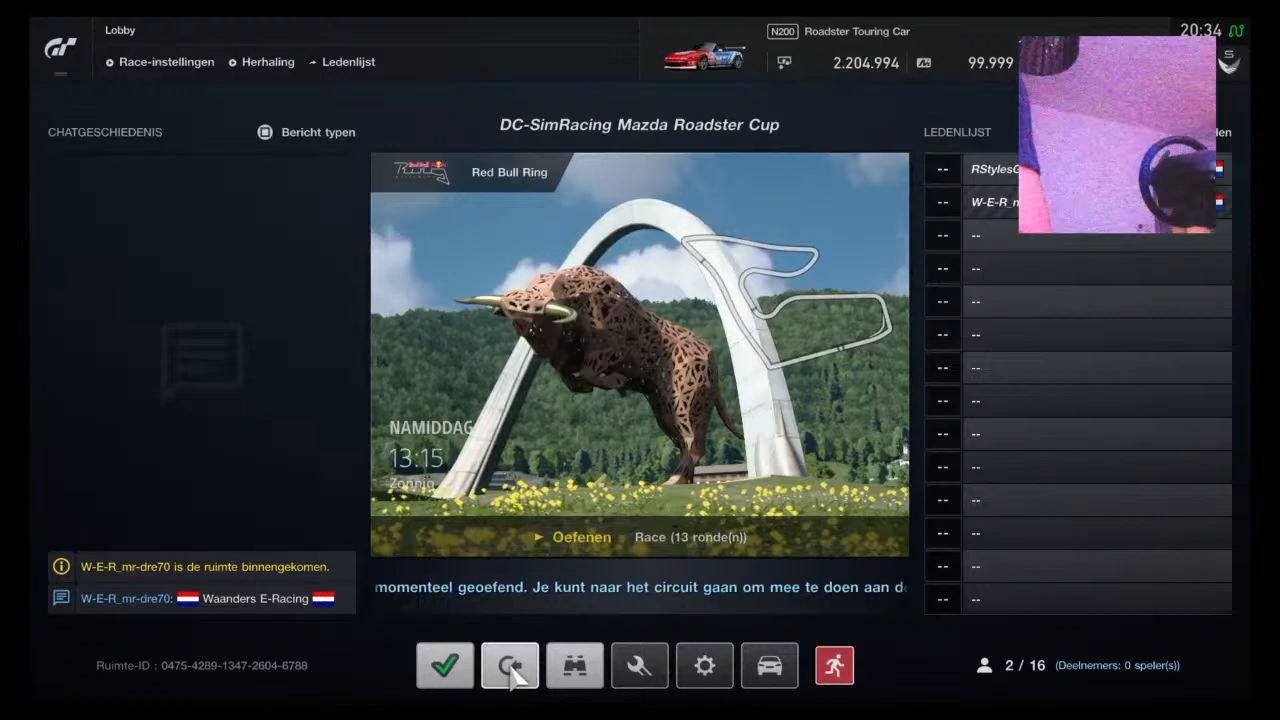 Lobby
N200 Roadster Touring Car
20:34
Race-instellingen Herhaling Ledenlijst
2.204.994
99.999
S
CHATGESCHIEDENIS
Bericht typen
DC-SimRacing Mazda Roadster Cup
LEDENLIJST
Red Bull Ring
-- RStyles
-- W-E-R_m
-- --
-- --
-- --
-- --
-- --
-- --
-- --
-- --
-- --
-- --
-- --
-- --
NAMIDDAG
13:15
Zonnig
Oefenen Race (13 ronde(n))
W-E-R_mr-dre70 is de ruimte binnengekomen.
W-E-R_mr-dre70: Waanders E-Racing
momenteel geoefend. Je kunt naar het circuit gaan om mee te doen aan
Ruimte-ID : 0475-4289-1347-2604-6788
2 / 16 (Deelnemers: 0 speler(s))